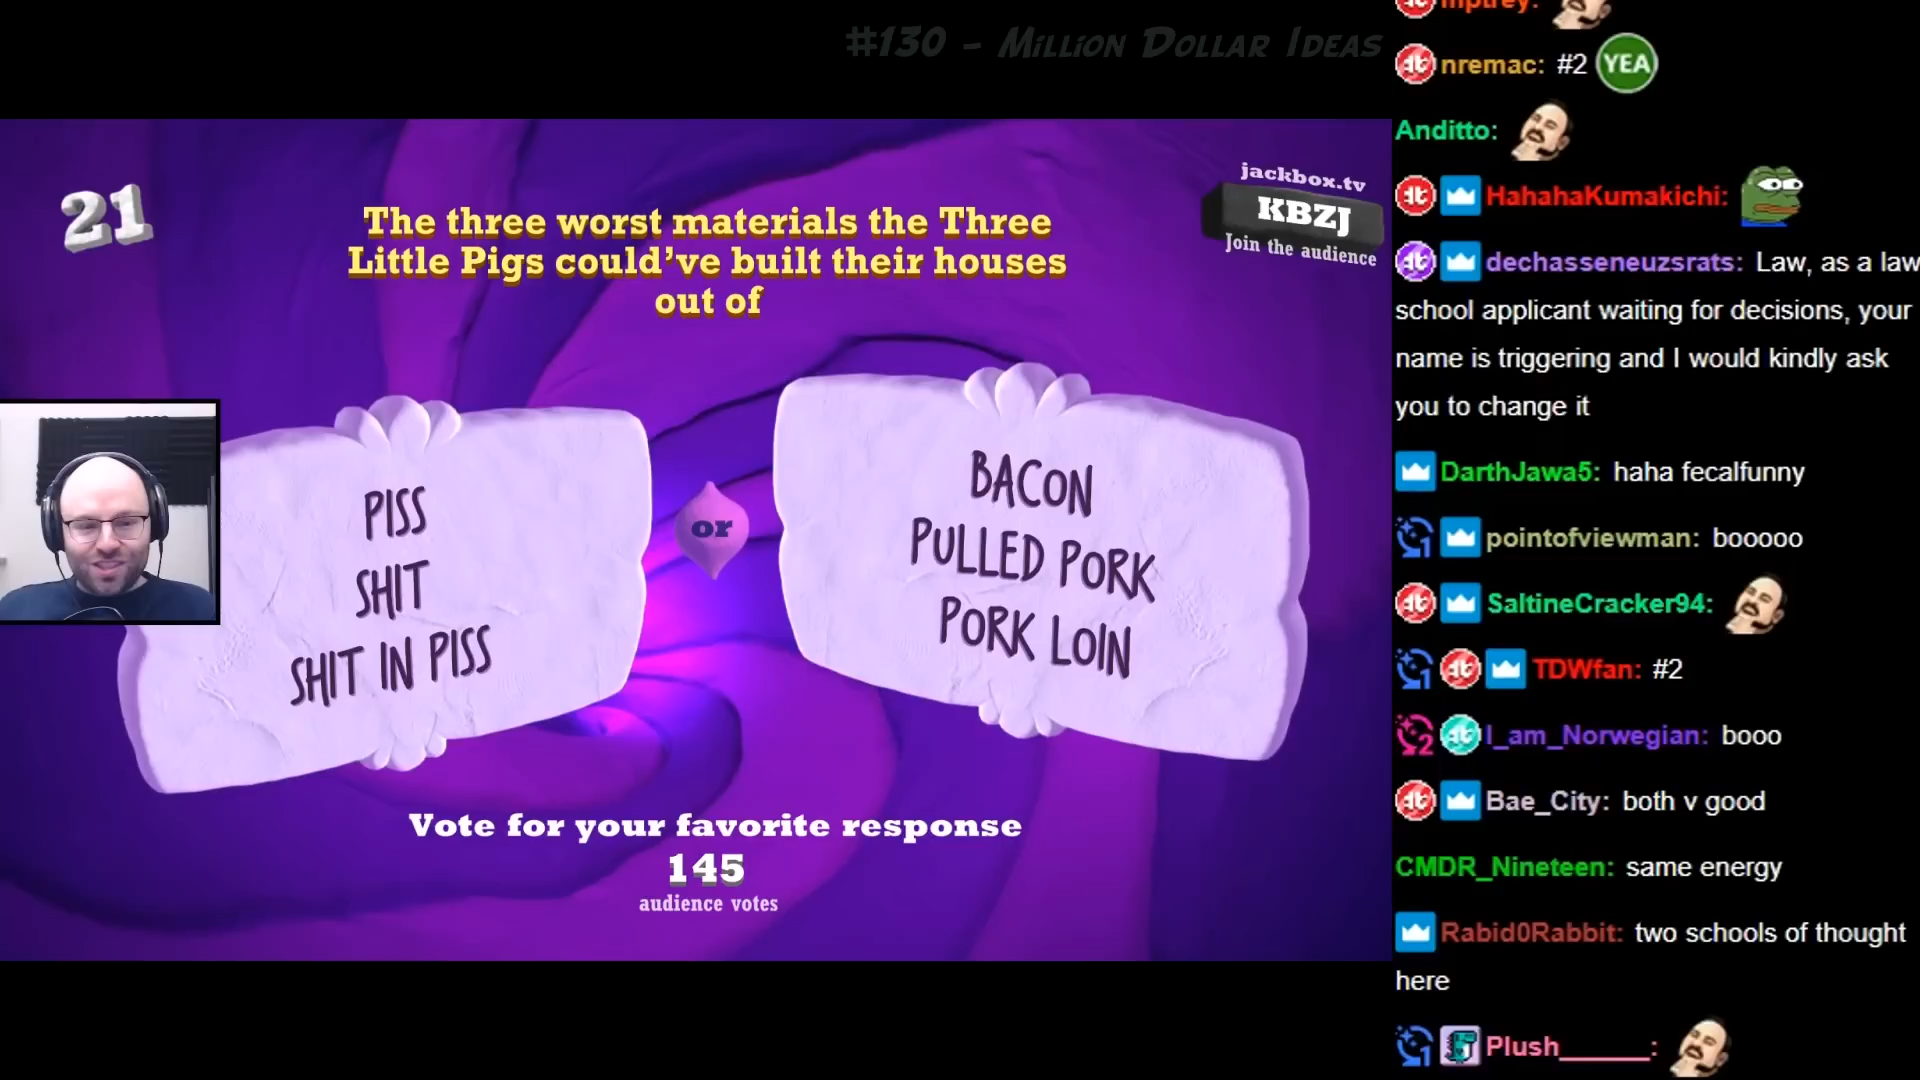 #130 - Million Dollar Ideas
21
The three worst materials the Three
Little Pigs could've built their houses
out of
jackbox.tv
KBZJ
Join the audience
PISS
SHIT
SHIT IN PISS
or
BACON
PULLED PORK
PORK LOIN
Vote for your favorite response
145
audience votes
mptrey:
nremac: #2 YEA
Anditto:
HahahaKumakichi:
dechasseneuzsrats: Law, as a law
school applicant waiting for decisions, your
name is triggering and I would kindly ask
you to change it
DarthJawa5: haha fecalfunny
pointofviewman: booooo
SaltineCracker94:
TDWfan: #2
I_am_Norwegian: booo
Bae_City: both v good
CMDR_Nineteen: same energy
Rabid0Rabbit: two schools of thought
here
Plush______: